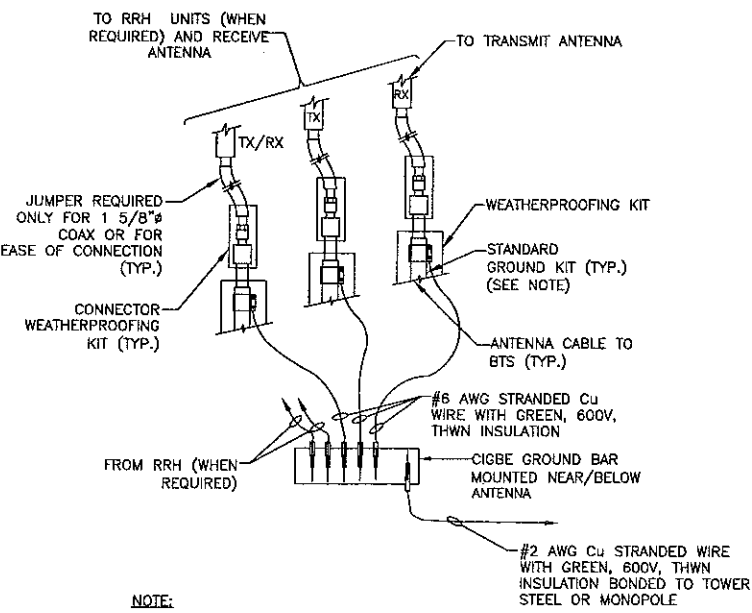 TO RRH UNITS (WHEN
REQUIRED) AND RECEIVE
ANTENNA
TO TRANSMIT ANTENNA
RX
TX
TX/RX
JUMPER REQUIRED
ONLY FOR 1 5/8"ø
COAX OR FOR
EASE OF CONNECTION
(TYP.)
WEATHERPROOFING KIT
STANDARD
GROUND KIT (TYP.)
(SEE NOTE)
CONNECTOR
WEATHERPROOFING
KIT (TYP.)
ANTENNA CABLE TO
BTS (TYP.)
#6 AWG STRANDED Cu
WIRE WITH GREEN, 600V,
THWN INSULATION
FROM RRH (WHEN
REQUIRED)
CIGBE GROUND BAR
MOUNTED NEAR/BELOW
ANTENNA
#2 AWG Cu STRANDED WIRE
WITH GREEN, 600V, THWN
INSULATION BONDED TO TOWER
STEEL OR MONOPOLE
NOTE: